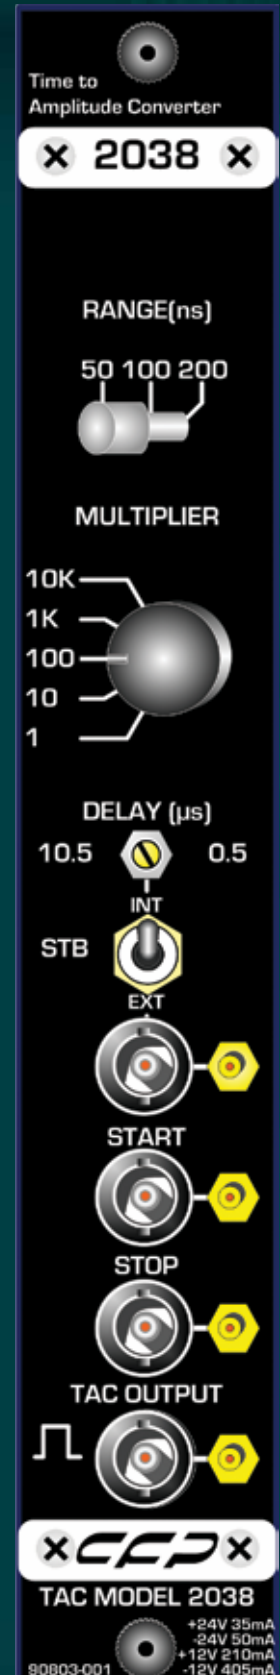 Time to
Amplitude Converter
2038
RANGE(ns)
50 100 200
MULTIPLIER
10K
1K
100
10
1
DELAY (µs)
10.5 0.5
INT
STB
EXT
START
STOP
TAC OUTPUT
CFP
TAC MODEL 2038
+24V 35mA
-24V 50mA
+12V 210mA
90803-001 -12V 405mA